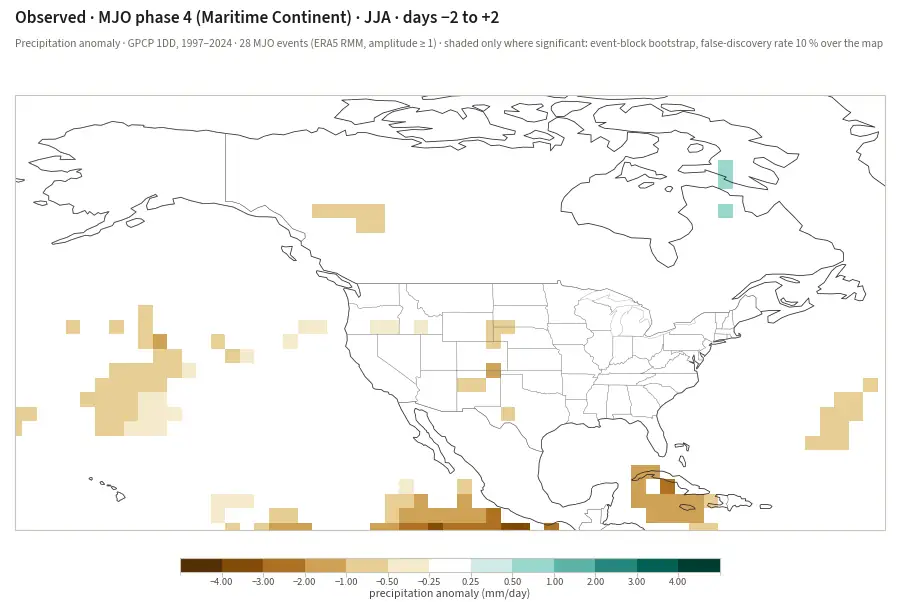 Observed · MJO phase 4 (Maritime Continent) · JJA · days −2 to +2
Precipitation anomaly · GPCP 1DD, 1997–2024 · 28 MJO events (ERA5 RMM, amplitude ≥ 1) · shaded only where significant: event-block bootstrap, false-discovery rate 10 % over the map
−4.00 −3.00 −2.00 −1.00 −0.50 −0.25 0.25 0.50 1.00 2.00 3.00 4.00
precipitation anomaly (mm/day)